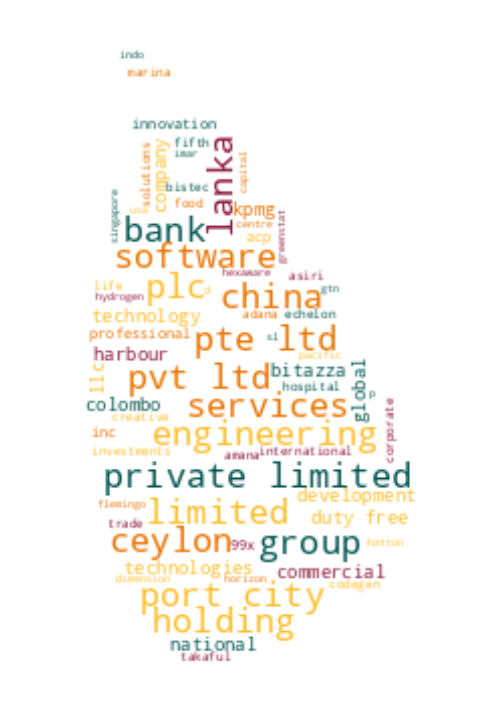 indo
marina
innovation
fifth
imar
solutions
company
lanka
capital
bistec
singapore
food
kpmg
centre
bank
acp
greenstat
software
hexaware
asiri
life
plc
gtn
hydrogen
china
technology
adana echelon
professional
pte ltd
sl
harbour
pacific
llc
pvt ltd
bitazza
hospital
global
p
colombo
services
creative
corporate
inc
engineering
investments
amana
international
private limited
development
flemingo
limited
duty free
trade
ceylon
99x
group
hatton
technologies
commercial
dimension
horizon
codegen
port city
holding
national
takaful